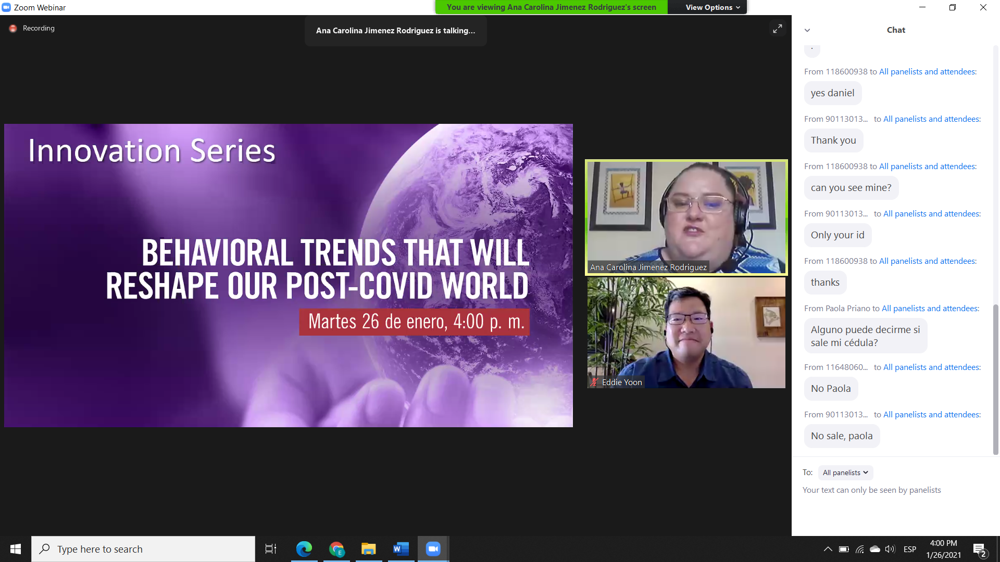 Zoom Webinar
You are viewing Ana Carolina Jimenez Rodriguez's screen
View Options
Recording
Ana Carolina Jimenez Rodriguez is talking...
Innovation Series
BEHAVIORAL TRENDS THAT WILL
RESHAPE OUR POST-COVID WORLD
Martes 26 de enero, 4:00 p. m.
Ana Carolina Jimenez Rodriguez
Eddie Yoon
Chat
.
From 118600938 to All panelists and attendees:
yes daniel
From 90113013... to All panelists and attendees:
Thank you
From 118600938 to All panelists and attendees:
can you see mine?
From 90113013... to All panelists and attendees:
Only your id
From 118600938 to All panelists and attendees:
thanks
From Paola Priano to All panelists and attendees:
Alguno puede decirme si
sale mi cédula?
From 11648060... to All panelists and attendees:
No Paola
From 90113013... to All panelists and attendees:
No sale, paola
To: All panelists
Your text can only be seen by panelists
Type here to search
E
W
ESP
4:00 PM
1/26/2021
2